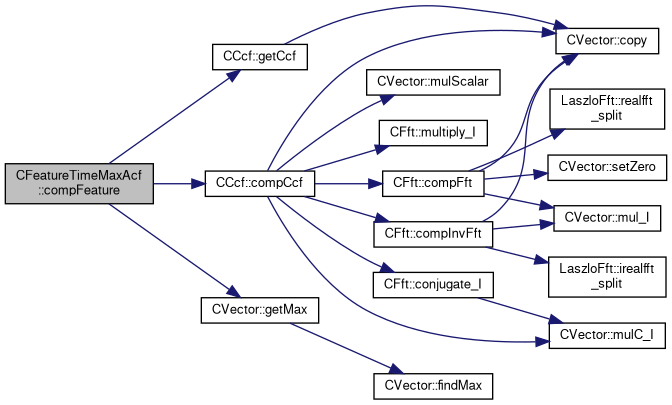 CFeatureTimeMaxAcf
::compFeature
CCcf::getCcf
CCcf::compCcf
CVector::getMax
CVector::mulScalar
CFft::multiply_I
CFft::compFft
CFft::compInvFft
CFft::conjugate_I
CVector::findMax
CVector::copy
LaszloFft::realfft
_split
CVector::setZero
CVector::mul_I
LaszloFft::irealfft
_split
CVector::mulC_I